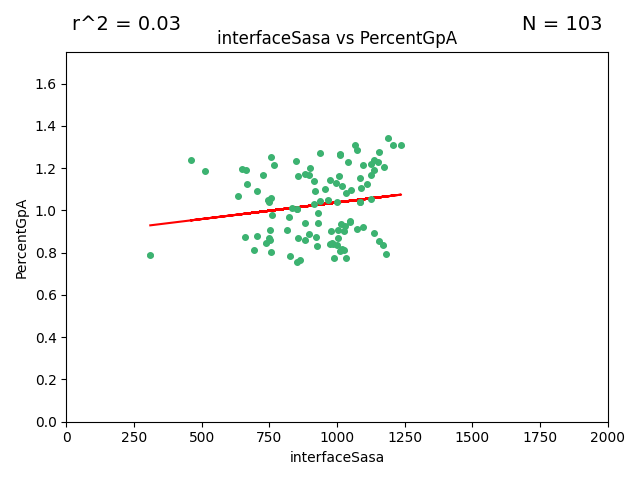 r^2 = 0.03
N = 103
interfaceSasa vs PercentGpA
PercentGpA
1.6
1.4
1.2
1.0
0.8
0.6
0.4
0.2
0.0
0 250 500 750 1000 1250 1500 1750 2000
interfaceSasa